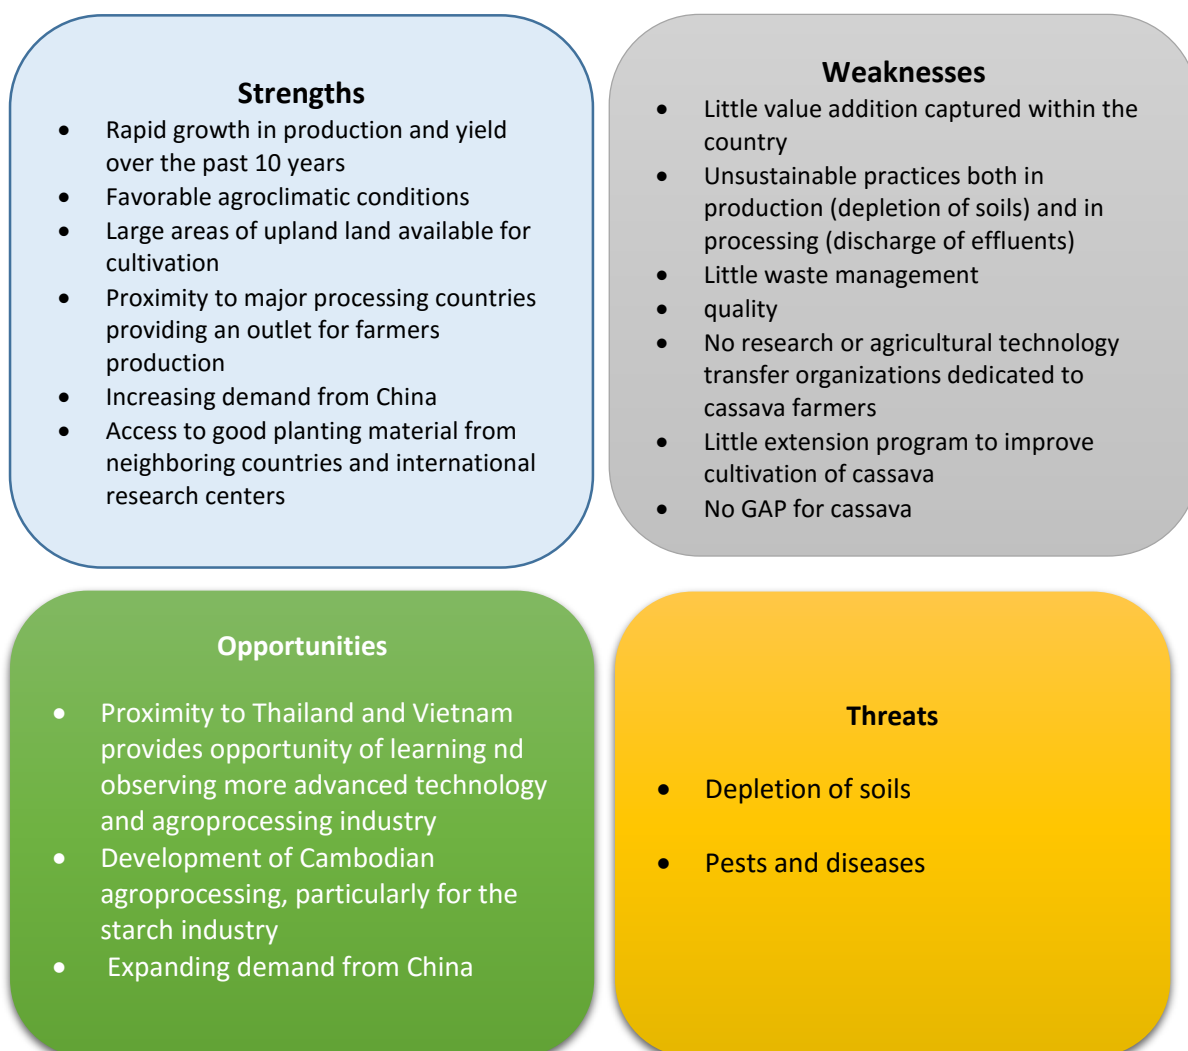 Strengths
• Rapid growth in production and yield
over the past 10 years
• Favorable agroclimatic conditions
• Large areas of upland land available for
cultivation
• Proximity to major processing countries
providing an outlet for farmers
production
• Increasing demand from China
• Access to good planting material from
neighboring countries and international
research centers
Weaknesses
• Little value addition captured within the
country
• Unsustainable practices both in
production (depletion of soils) and in
processing (discharge of effluents)
• Little waste management
• quality
• No research or agricultural technology
transfer organizations dedicated to
cassava farmers
• Little extension program to improve
cultivation of cassava
• No GAP for cassava
Opportunities
• Proximity to Thailand and Vietnam
provides opportunity of learning nd
observing more advanced technology
and agroprocessing industry
• Development of Cambodian
agroprocessing, particularly for the
starch industry
• Expanding demand from China
Threats
• Depletion of soils
• Pests and diseases